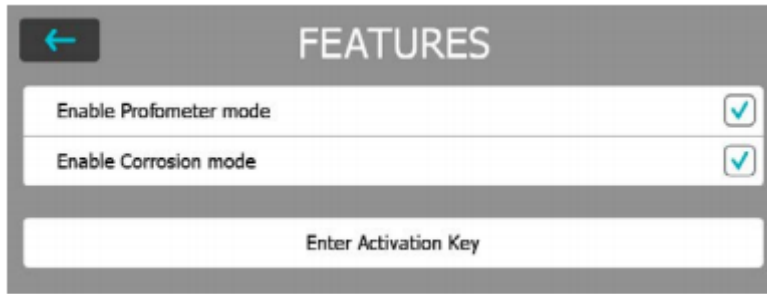 FEATURES
Enable Profometer mode
Enable Corrosion mode
Enter Activation Key